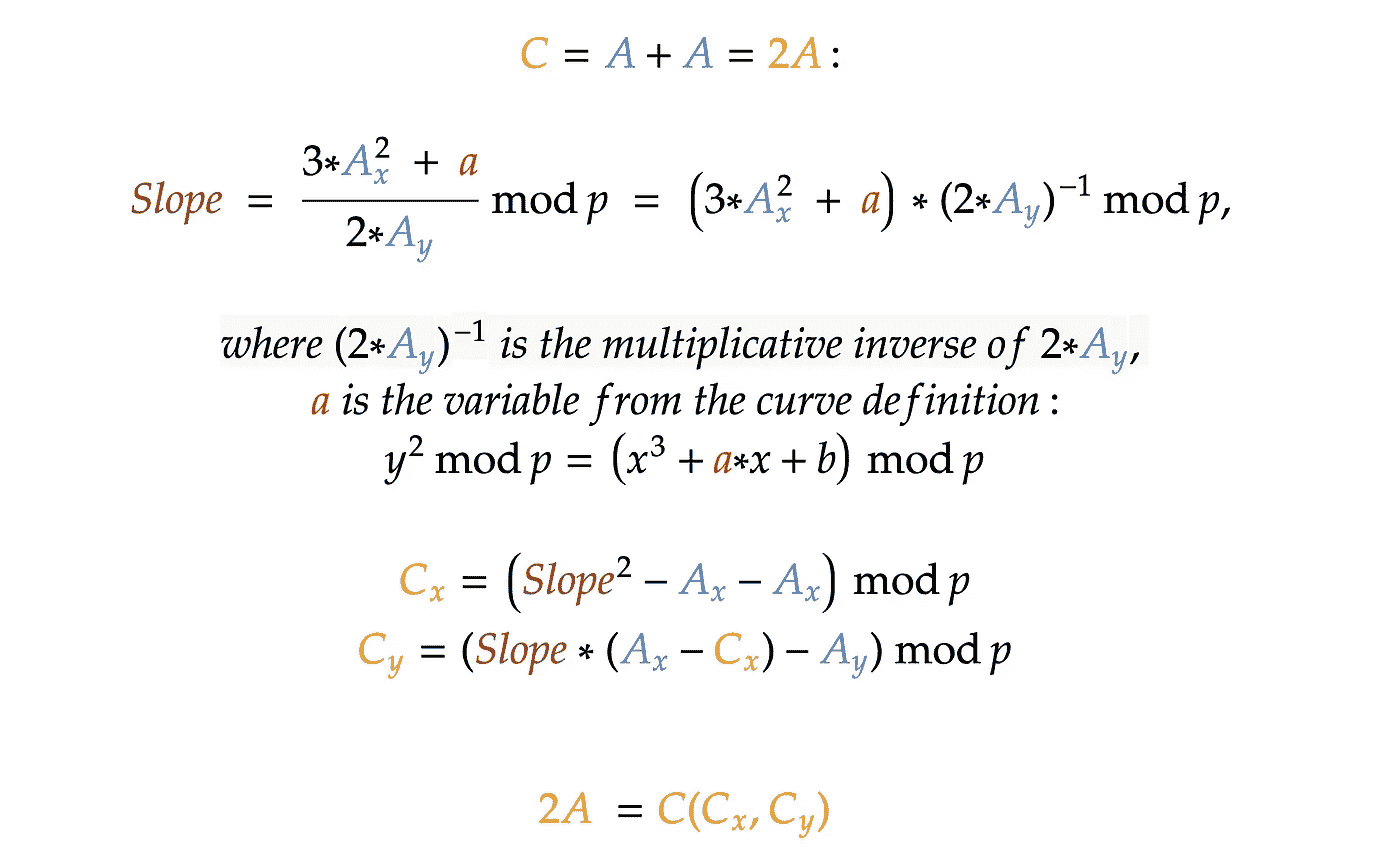 C = A + A = 2A :
Slope = (3*A_x^2 + a) / (2*A_y) mod p = (3*A_x^2 + a) * (2*A_y)^{-1} mod p,
where (2*A_y)^{-1} is the multiplicative inverse of 2*A_y,
a is the variable from the curve definition :
y^2 mod p = (x^3 + a*x + b) mod p
C_x = (Slope^2 − A_x − A_x) mod p
C_y = (Slope * (A_x − C_x) − A_y) mod p
2A = C(C_x, C_y)